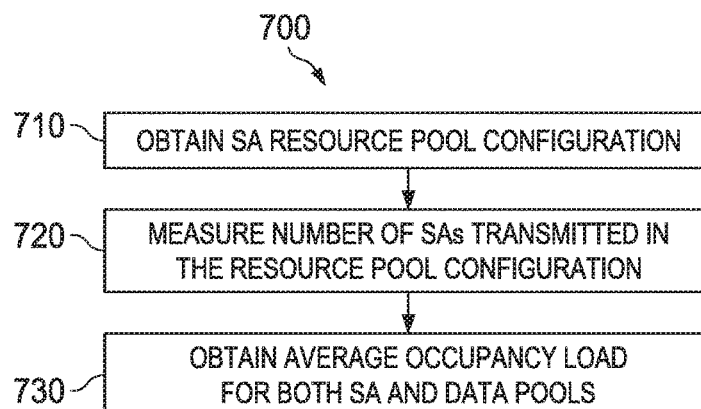 700
710
OBTAIN SA RESOURCE POOL CONFIGURATION
720
MEASURE NUMBER OF SAs TRANSMITTED IN
THE RESOURCE POOL CONFIGURATION
730
OBTAIN AVERAGE OCCUPANCY LOAD
FOR BOTH SA AND DATA POOLS